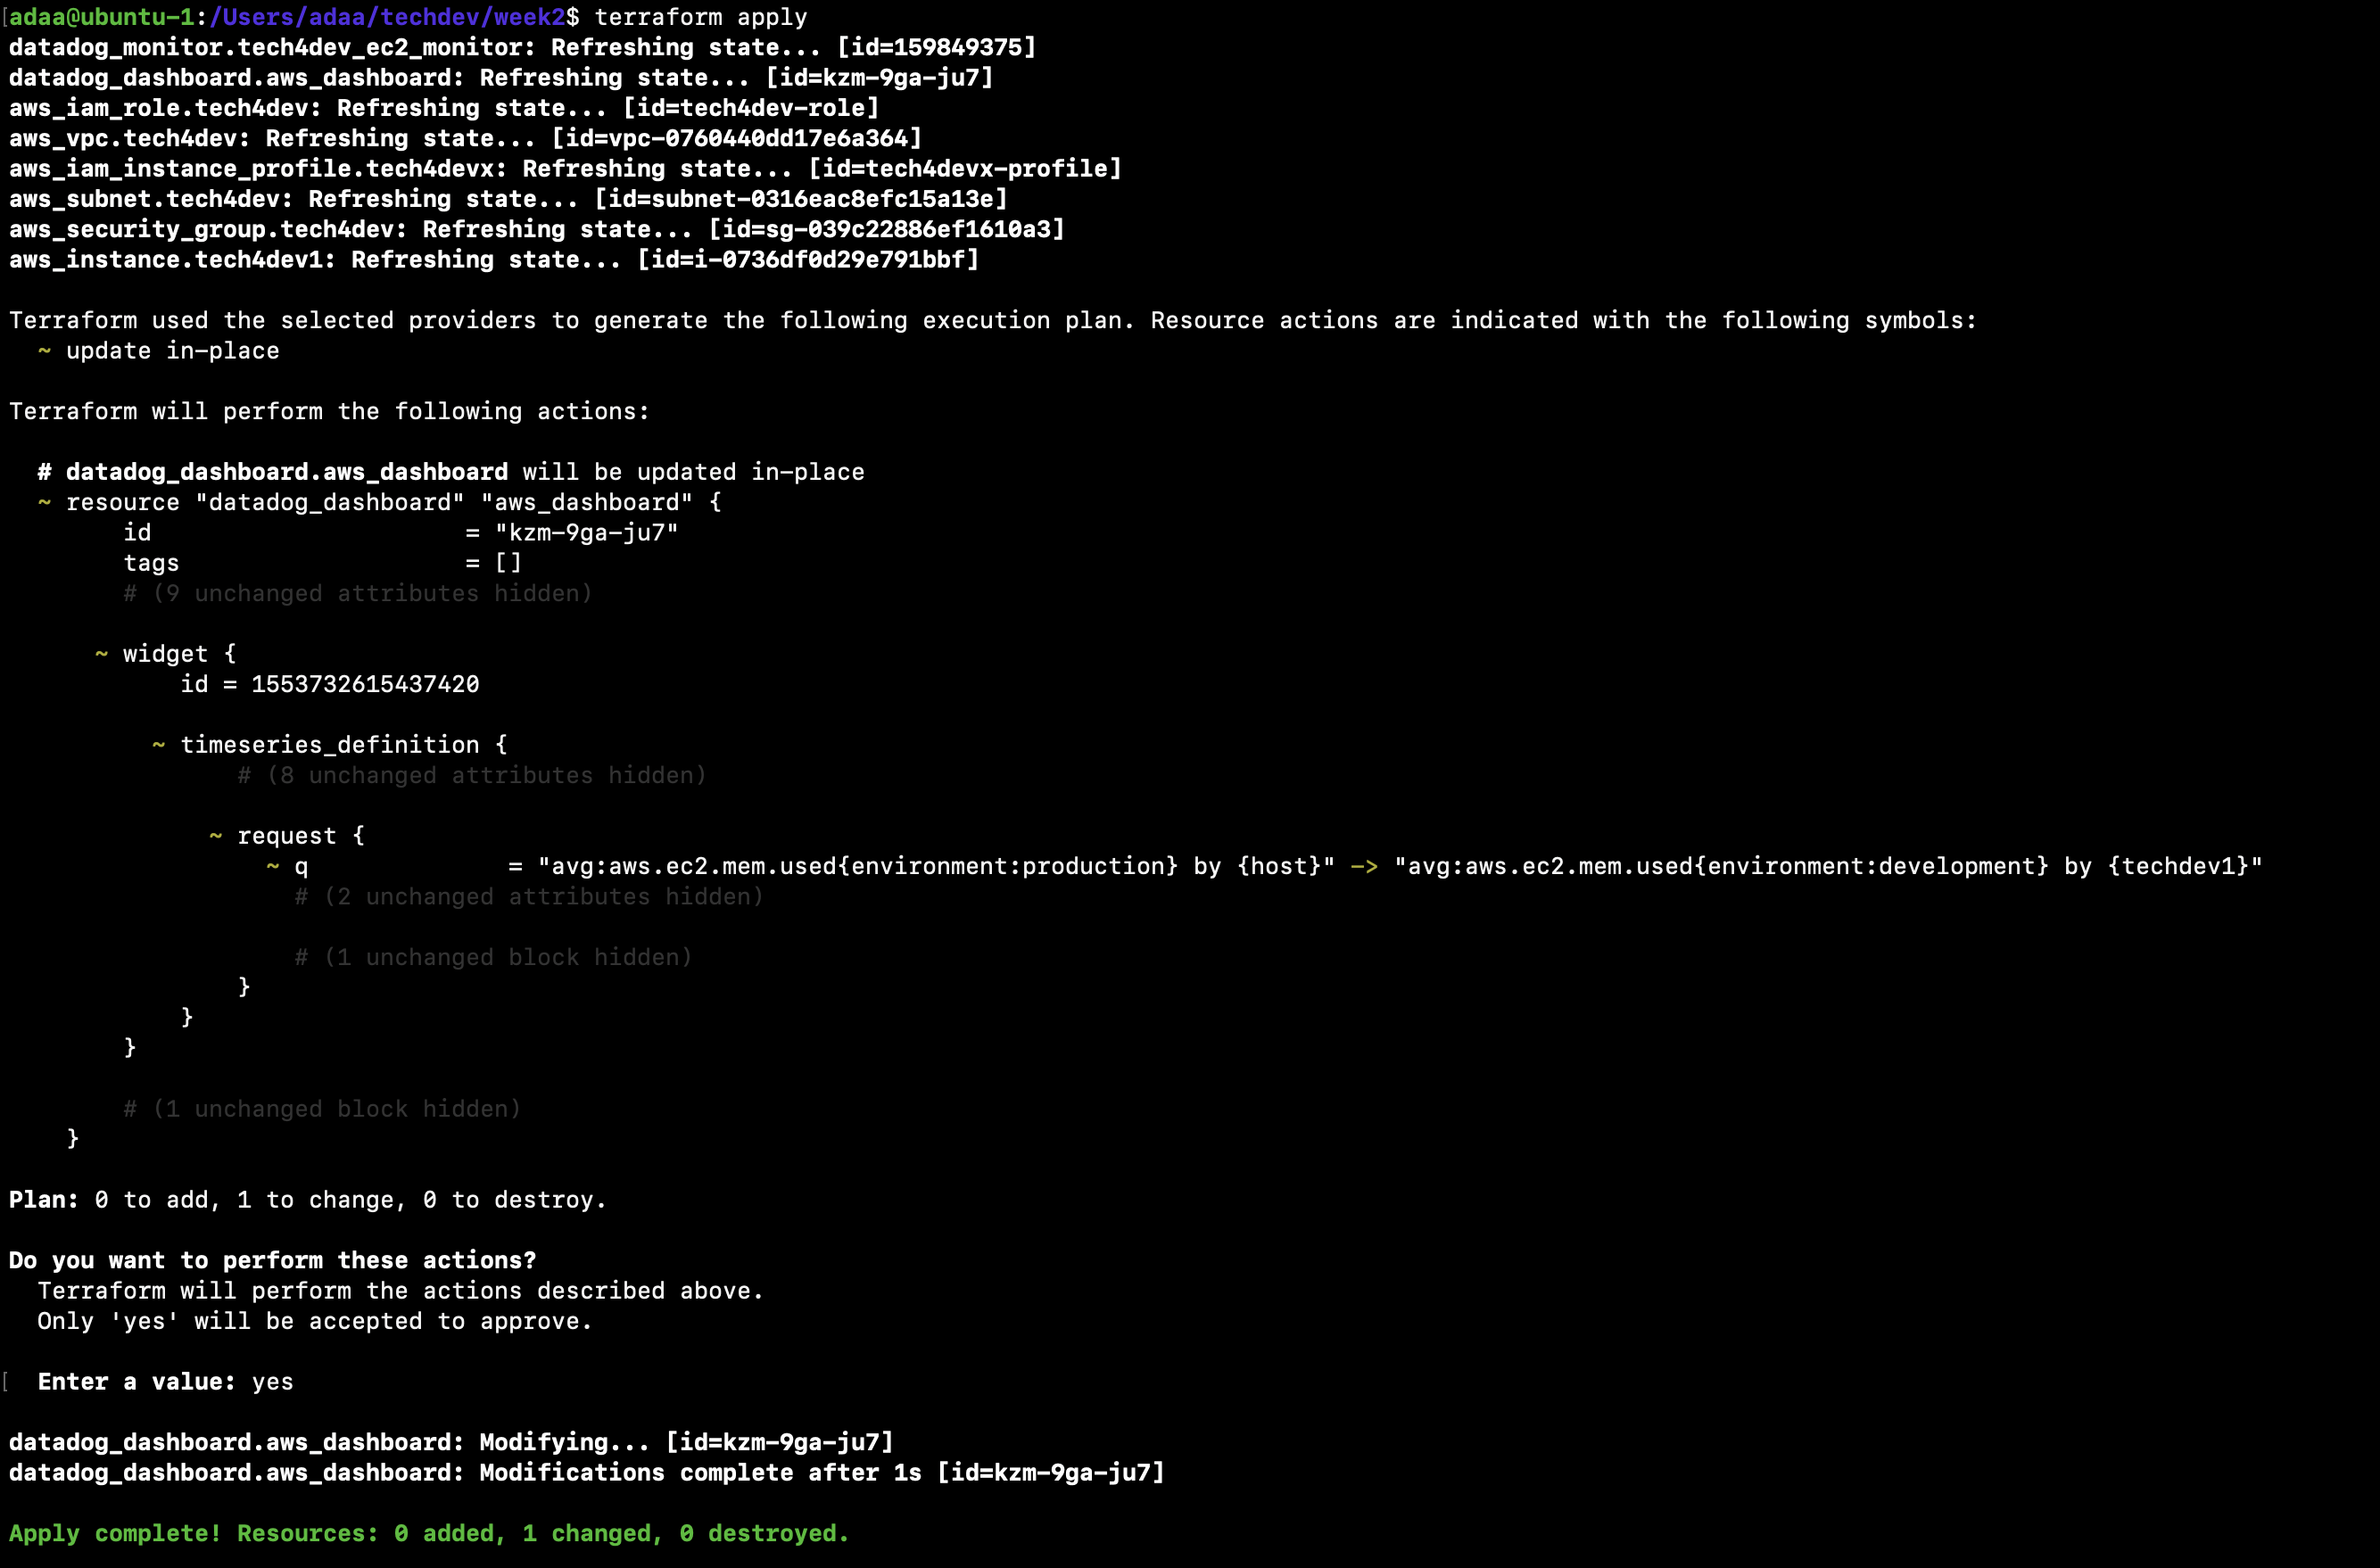 [adaa@ubuntu-1:/Users/adaa/techdev/week2$ terraform apply
datadog_monitor.tech4dev_ec2_monitor: Refreshing state... [id=159849375]
datadog_dashboard.aws_dashboard: Refreshing state... [id=kzm-9ga-ju7]
aws_iam_role.tech4dev: Refreshing state... [id=tech4dev-role]
aws_vpc.tech4dev: Refreshing state... [id=vpc-0760440dd17e6a364]
aws_iam_instance_profile.tech4devx: Refreshing state... [id=tech4devx-profile]
aws_subnet.tech4dev: Refreshing state... [id=subnet-0316eac8efc15a13e]
aws_security_group.tech4dev: Refreshing state... [id=sg-039c22886ef1610a3]
aws_instance.tech4dev1: Refreshing state... [id=i-0736df0d29e791bbf]

Terraform used the selected providers to generate the following execution plan. Resource actions are indicated with the following symbols:
  ~ update in-place

Terraform will perform the following actions:

  # datadog_dashboard.aws_dashboard will be updated in-place
  ~ resource "datadog_dashboard" "aws_dashboard" {
        id                      = "kzm-9ga-ju7"
        tags                    = []
        # (9 unchanged attributes hidden)

      ~ widget {
            id = 1553732615437420

          ~ timeseries_definition {
                # (8 unchanged attributes hidden)

              ~ request {
                  ~ q              = "avg:aws.ec2.mem.used{environment:production} by {host}" -> "avg:aws.ec2.mem.used{environment:development} by {techdev1}"
                    # (2 unchanged attributes hidden)

                    # (1 unchanged block hidden)
                }
            }
        }

        # (1 unchanged block hidden)
    }

Plan: 0 to add, 1 to change, 0 to destroy.

Do you want to perform these actions?
  Terraform will perform the actions described above.
  Only 'yes' will be accepted to approve.

[  Enter a value: yes

datadog_dashboard.aws_dashboard: Modifying... [id=kzm-9ga-ju7]
datadog_dashboard.aws_dashboard: Modifications complete after 1s [id=kzm-9ga-ju7]

Apply complete! Resources: 0 added, 1 changed, 0 destroyed.